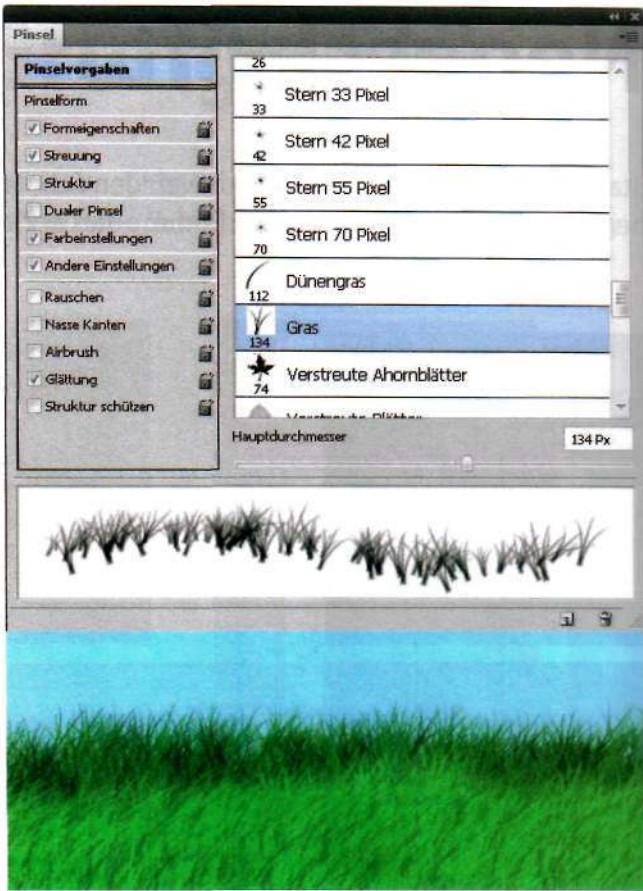 Pinsel
Pinselvorgaben
Pinselform
Formeigenschaften
Streuung
Struktur
Dualer Pinsel
Farbeinstellungen
Andere Einstellungen
Rauschen
Nasse Kanten
Airbrush
Glättung
Struktur schützen
26
33 Stern 33 Pixel
42 Stern 42 Pixel
55 Stern 55 Pixel
70 Stern 70 Pixel
112 Dünengras
134 Gras
74 Verstreute Ahornblätter
Verstreute Blätter
Hauptdurchmesser 134 Px